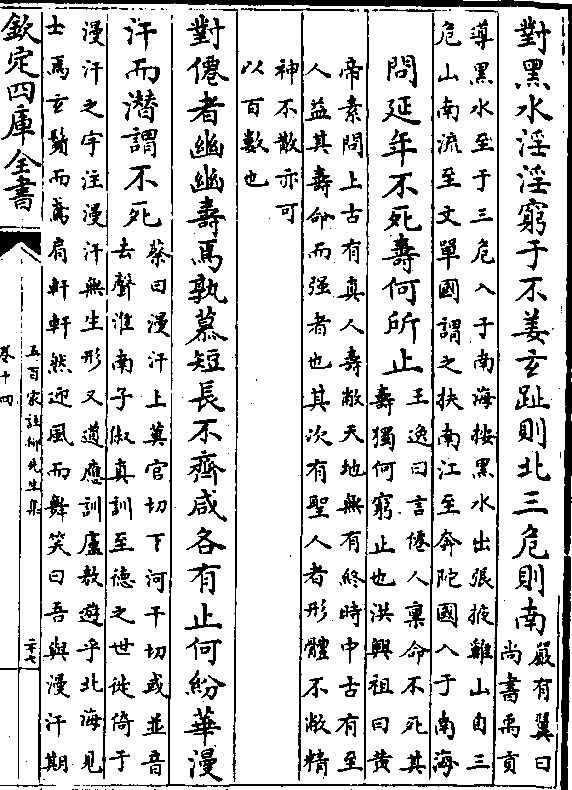 對黑水淫淫窮于不姜玄趾則北三危則南嚴有翼曰
尚書禹貢
導黑水至于三危入于南海按黑水出張掖雞山自三
危山南流至文單國謂之扶南江至奔陀國入于南海
問延年不死壽何所止王逸曰言僊人禀命不死其
壽獨何窮止也洪興祖曰黄
帝素問上古有真人壽敝天地無有終時中古有至
人益其壽命而强者也其次有聖人者形體不敝精
神不散亦可
以百數也
對僊者幽幽壽焉孰慕短長不齊咸各有止何紛華漫
汗而潛謂不死蔡曰漫汗上莫官切下河干切或並音
去聲淮南子俶真訓至德之世徙倚于
漫汗之宇注漫汗無生形又道應訓盧敖遊乎北海見
士焉玄鬢而鳶肩軒軒然迎風而舞笑曰吾與漫汗期
欽定四庫全書
五百家註柳先生集
卷十四
二十七